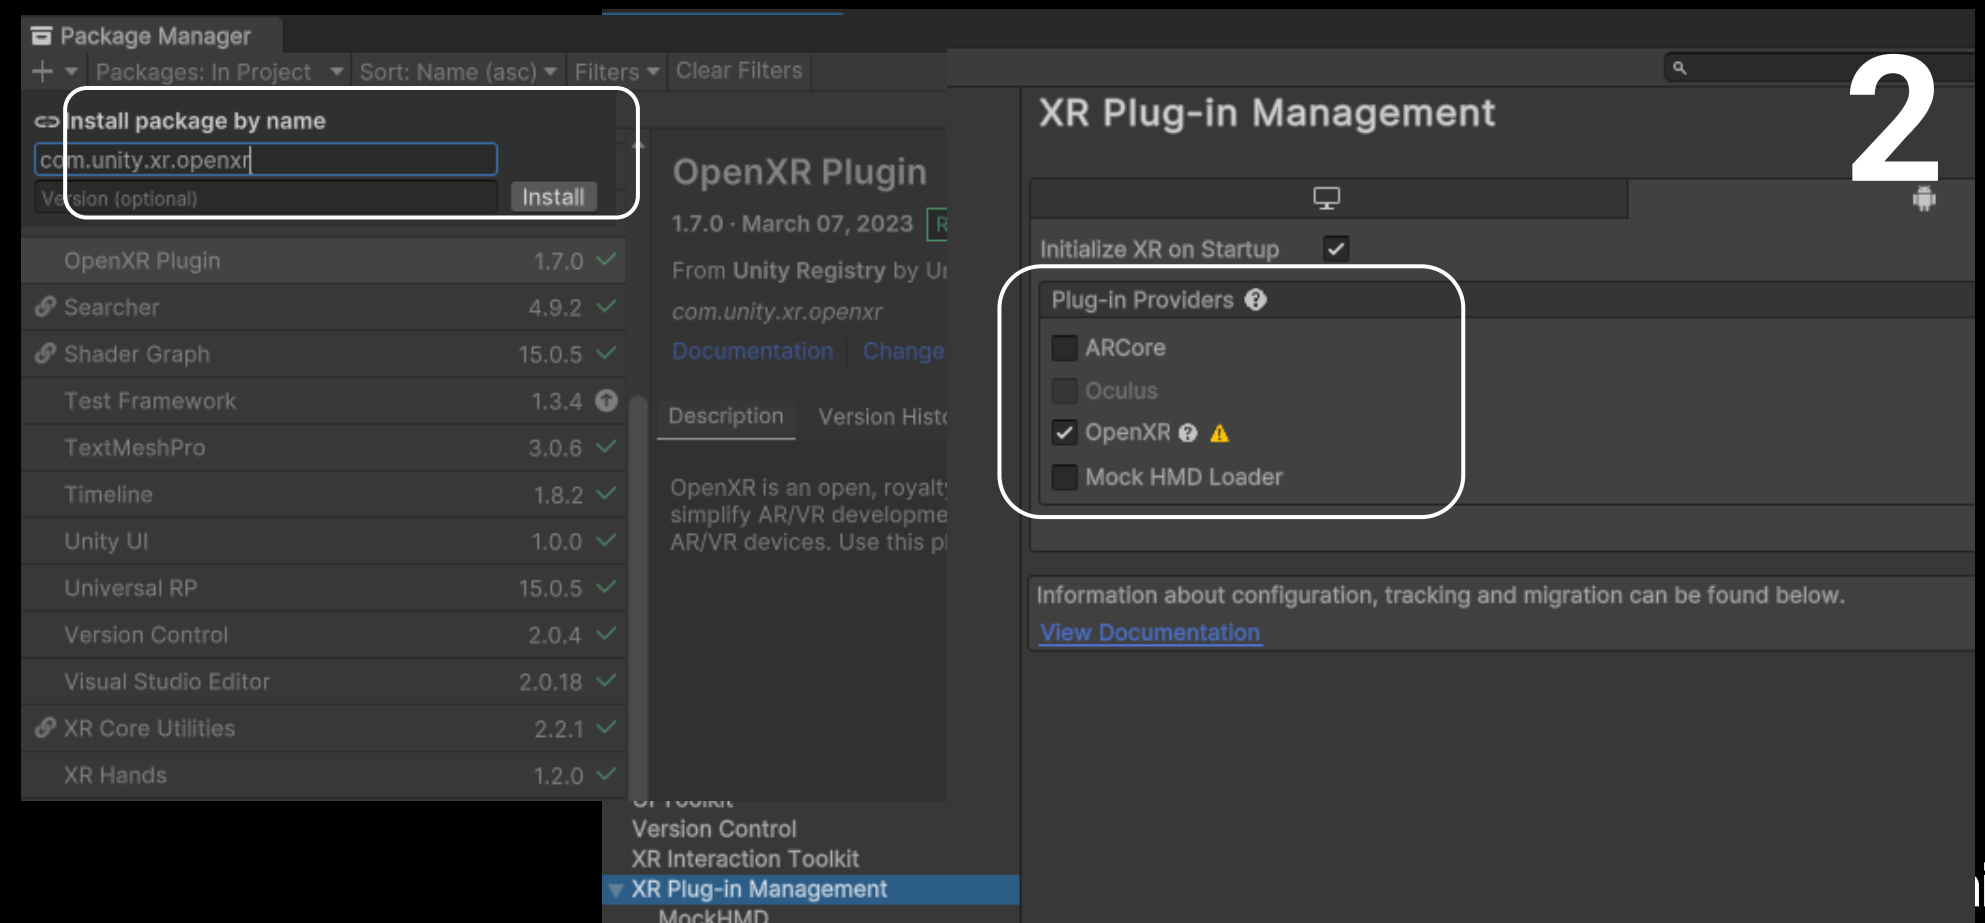 Package Manager
Packages: In Project
Sort: Name (asc)
Filters
Clear Filters
Install package by name
com.unity.xr.openxr
Version (optional)
Install
OpenXR Plugin 1.7.0
Searcher 4.9.2
Shader Graph 15.0.5
Test Framework 1.3.4
TextMeshPro 3.0.6
Timeline 1.8.2
Unity UI 1.0.0
Universal RP 15.0.5
Version Control 2.0.4
Visual Studio Editor 2.0.18
XR Core Utilities 2.2.1
XR Hands 1.2.0
OpenXR Plugin
1.7.0 · March 07, 2023 R
From Unity Registry by Un
com.unity.xr.openxr
Documentation Change
Description Version Histo
OpenXR is an open, royalty
simplify AR/VR developme
AR/VR devices. Use this pl
UI Toolkit
Version Control
XR Interaction Toolkit
XR Plug-in Management
MockHMD
2
XR Plug-in Management
Initialize XR on Startup
Plug-in Providers
ARCore
Oculus
OpenXR
Mock HMD Loader
Information about configuration, tracking and migration can be found below.
View Documentation